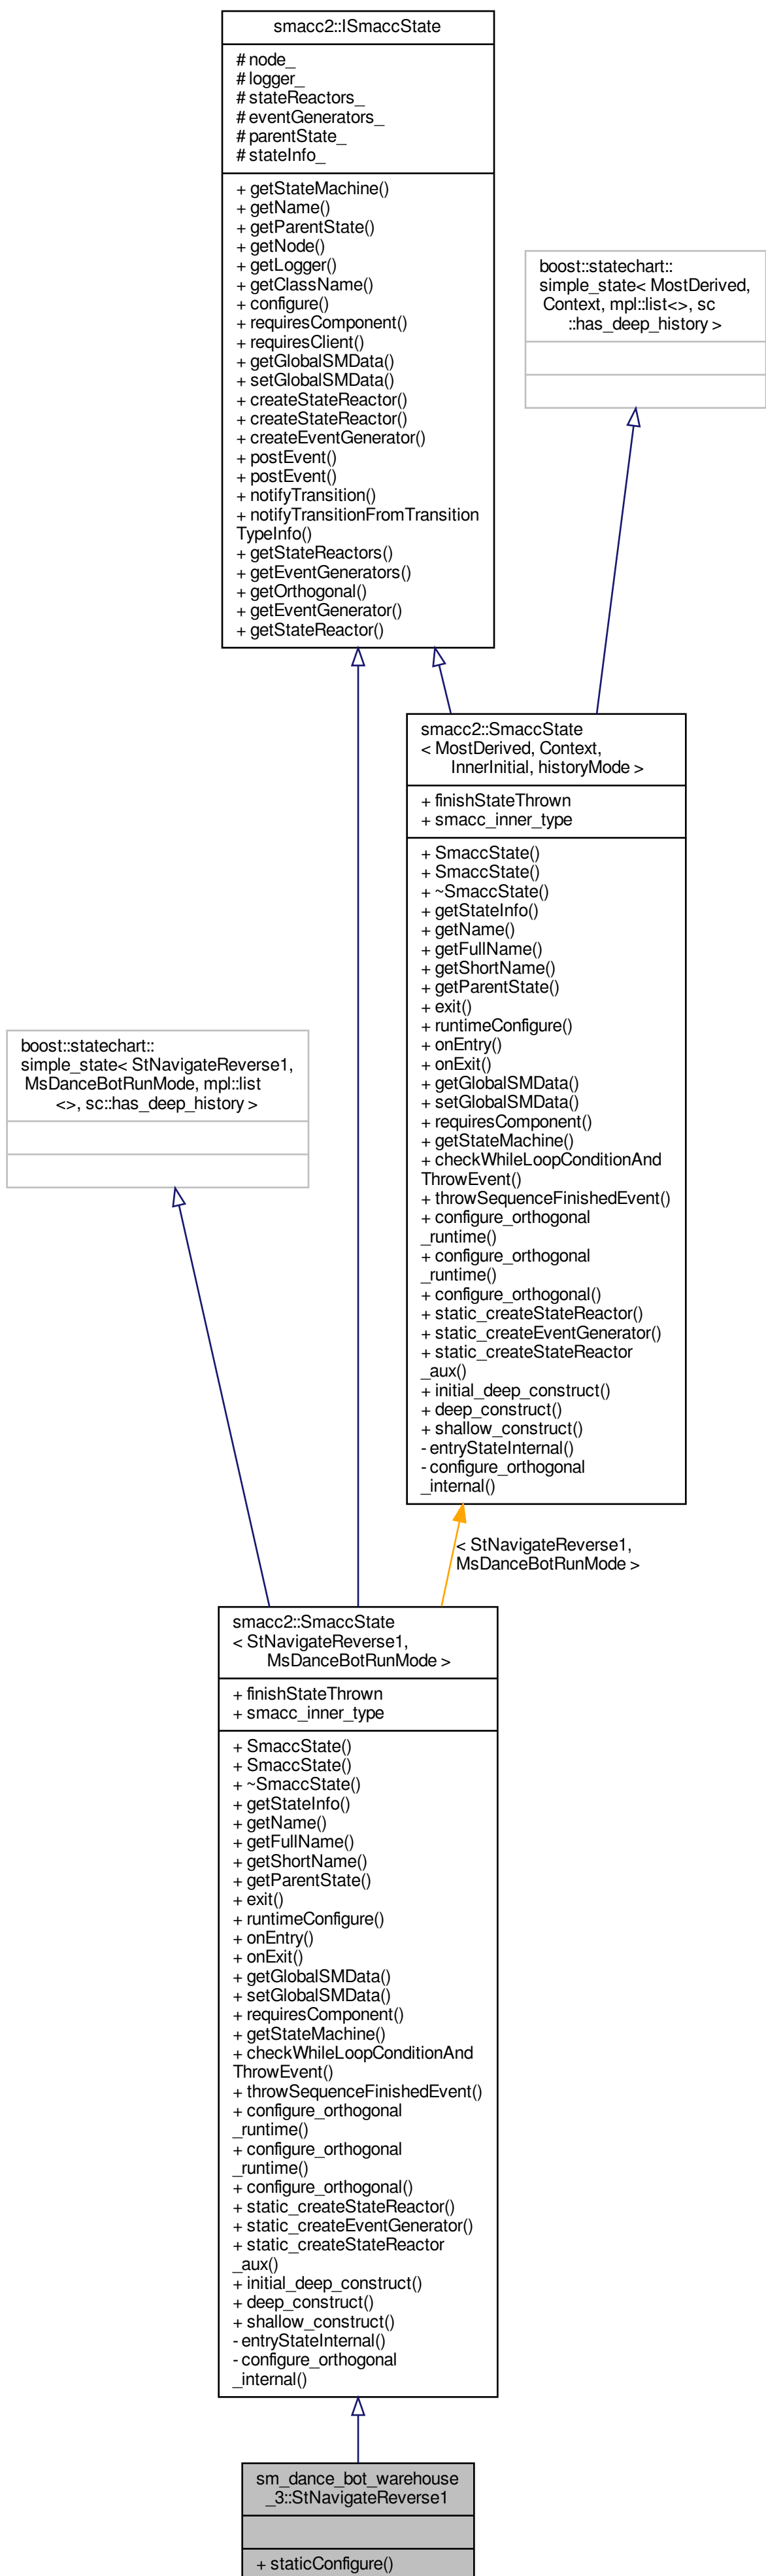 smacc2::ISmaccState
# node_
# logger_
# stateReactors_
# eventGenerators_
# parentState_
# stateInfo_
+ getStateMachine()
+ getName()
+ getParentState()
+ getNode()
+ getLogger()
+ getClassName()
+ configure()
+ requiresComponent()
+ requiresClient()
+ getGlobalSMData()
+ setGlobalSMData()
+ createStateReactor()
+ createStateReactor()
+ createEventGenerator()
+ postEvent()
+ postEvent()
+ notifyTransition()
+ notifyTransitionFromTransition
TypeInfo()
+ getStateReactors()
+ getEventGenerators()
+ getOrthogonal()
+ getEventGenerator()
+ getStateReactor()
boost::statechart::
simple_state< MostDerived,
Context, mpl::list<>, sc
::has_deep_history >
smacc2::SmaccState
< MostDerived, Context,
InnerInitial, historyMode >
+ finishStateThrown
+ smacc_inner_type
+ SmaccState()
+ SmaccState()
+ ~SmaccState()
+ getStateInfo()
+ getName()
+ getFullName()
+ getShortName()
+ getParentState()
+ exit()
+ runtimeConfigure()
+ onEntry()
+ onExit()
+ getGlobalSMData()
+ setGlobalSMData()
+ requiresComponent()
+ getStateMachine()
+ checkWhileLoopConditionAnd
ThrowEvent()
+ throwSequenceFinishedEvent()
+ configure_orthogonal
_runtime()
+ configure_orthogonal
_runtime()
+ configure_orthogonal()
+ static_createStateReactor()
+ static_createEventGenerator()
+ static_createStateReactor
_aux()
+ initial_deep_construct()
+ deep_construct()
+ shallow_construct()
- entryStateInternal()
- configure_orthogonal
_internal()
boost::statechart::
simple_state< StNavigateReverse1,
MsDanceBotRunMode, mpl::list
<>, sc::has_deep_history >
< StNavigateReverse1,
MsDanceBotRunMode >
smacc2::SmaccState
< StNavigateReverse1,
MsDanceBotRunMode >
+ finishStateThrown
+ smacc_inner_type
+ SmaccState()
+ SmaccState()
+ ~SmaccState()
+ getStateInfo()
+ getName()
+ getFullName()
+ getShortName()
+ getParentState()
+ exit()
+ runtimeConfigure()
+ onEntry()
+ onExit()
+ getGlobalSMData()
+ setGlobalSMData()
+ requiresComponent()
+ getStateMachine()
+ checkWhileLoopConditionAnd
ThrowEvent()
+ throwSequenceFinishedEvent()
+ configure_orthogonal
_runtime()
+ configure_orthogonal
_runtime()
+ configure_orthogonal()
+ static_createStateReactor()
+ static_createEventGenerator()
+ static_createStateReactor
_aux()
+ initial_deep_construct()
+ deep_construct()
+ shallow_construct()
- entryStateInternal()
- configure_orthogonal
_internal()
sm_dance_bot_warehouse
_3::StNavigateReverse1
+ staticConfigure()